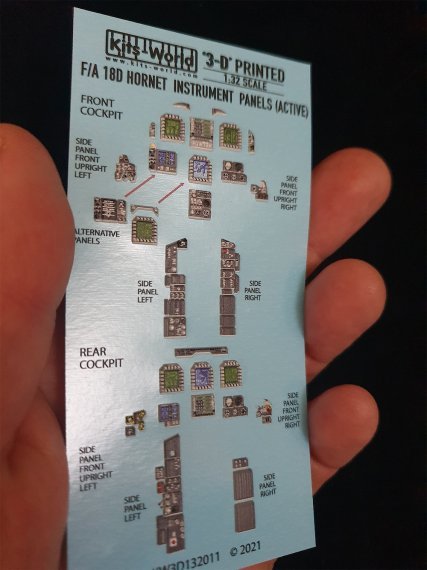 Kits-World
www.kits-world.com
"3-D" PRINTED
1:32 SCALE
F/A 18D HORNET INSTRUMENT PANELS (ACTIVE)
FRONT
COCKPIT
SIDE
PANEL
FRONT
UPRIGHT
LEFT
SIDE
PANEL
FRONT
UPRIGHT
RIGHT
ALTERNATIVE
PANELS
SIDE
PANEL
LEFT
SIDE
PANEL
RIGHT
REAR
COCKPIT
SIDE
PANEL
FRONT
UPRIGHT
LEFT
SIDE
PANEL
FRONT
UPRIGHT
RIGHT
SIDE
PANEL
LEFT
SIDE
PANEL
RIGHT
W3D132011 © 2021